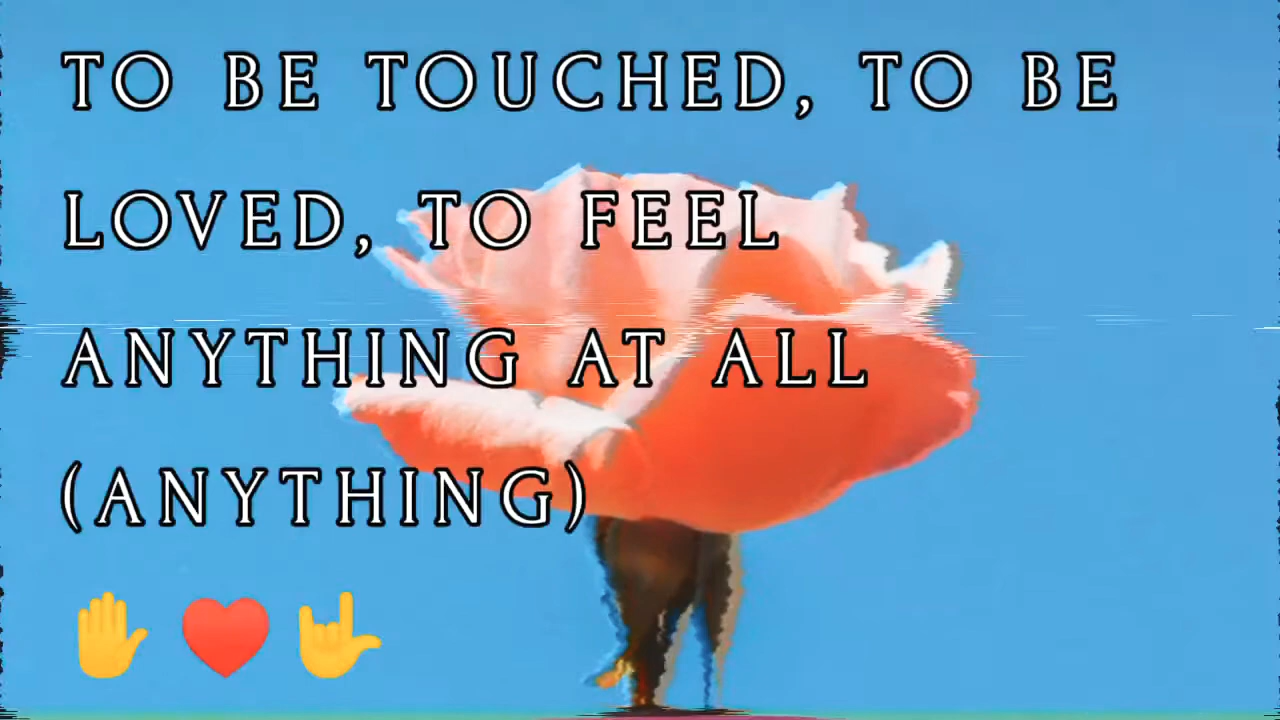 TO BE TOUCHED, TO BE
LOVED, TO FEEL
ANYTHING AT ALL
(ANYTHING)
✋♥️🤟